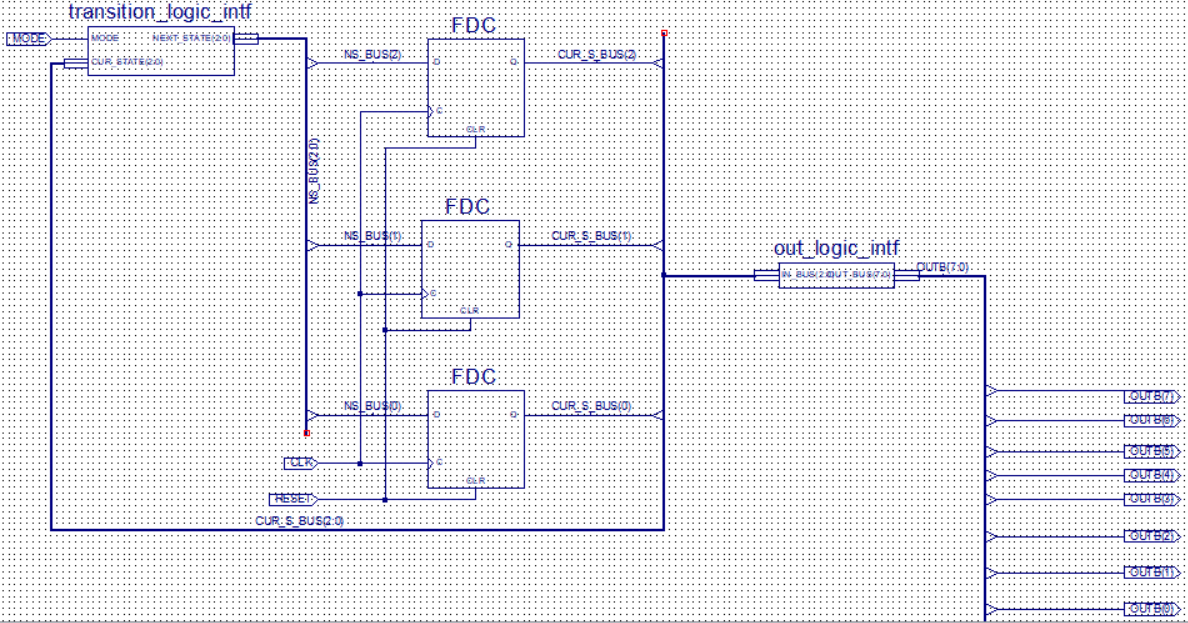 transition_logic_intf
MODE
MODE
NEXT_STATE(2:0)
CUR_STATE(2:0)
FDC
NS_BUS(2)
D
Q
CUR_S_BUS(2)
C
CLR
NS_BUS(2:0)
FDC
NS_BUS(1)
D
Q
CUR_S_BUS(1)
C
CLR
out_logic_intf
IN_BUS(2:0)
OUT_BUS(7:0)
OUTB(7:0)
FDC
NS_BUS(0)
D
Q
CUR_S_BUS(0)
CLK
C
CLR
RESET
CUR_S_BUS(2:0)
OUTB(7)
OUTB(6)
OUTB(5)
OUTB(4)
OUTB(3)
OUTB(2)
OUTB(1)
OUTB(0)